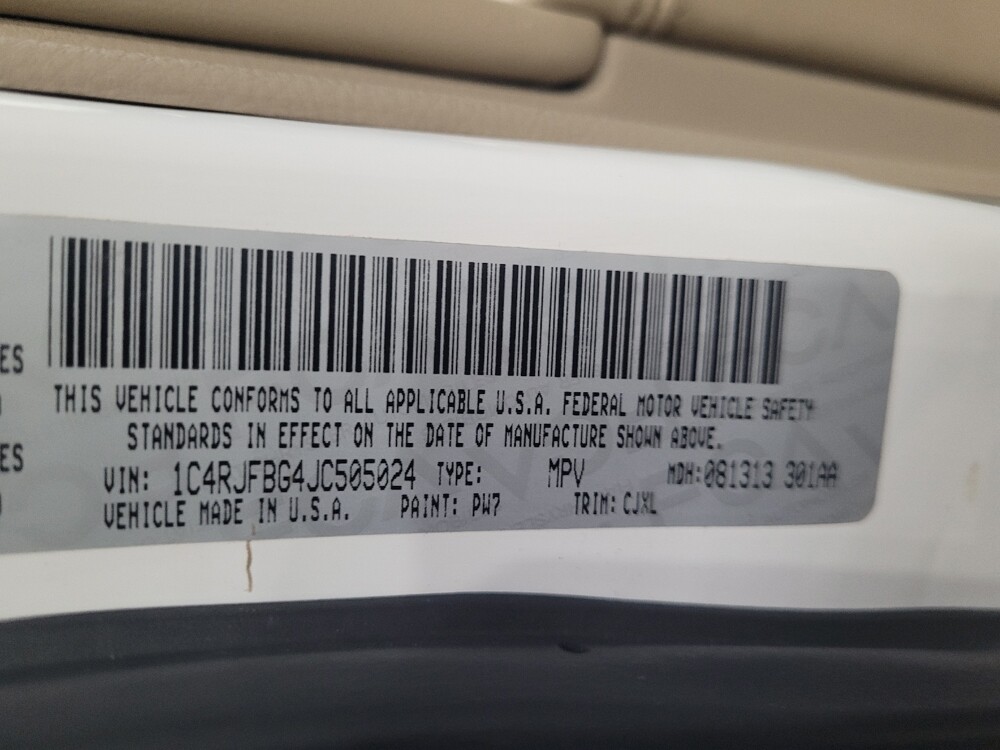 ES
ES
THIS VEHICLE CONFORMS TO ALL APPLICABLE U.S.A. FEDERAL MOTOR VEHICLE SAFETY
STANDARDS IN EFFECT ON THE DATE OF MANUFACTURE SHOWN ABOVE.
VIN: 1C4RJFBG4JC505024 TYPE: MPV MDH:081313 301AA
VEHICLE MADE IN U.S.A. PAINT: PW7 TRIM: CJXL